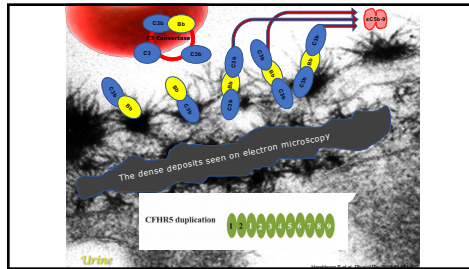 C3b
Bb
C3 Convertase
C3
C3b
sC5b-9
C3b
Bb
Bb
C3b
C3b
Bb
C3b
C3b
Bb
C3b
C3b
Bb
C3b
The dense deposits seen on electron microscopy
CFHR5 duplication
1 2 1 2 3 4 5 6 7 8 9
Urine